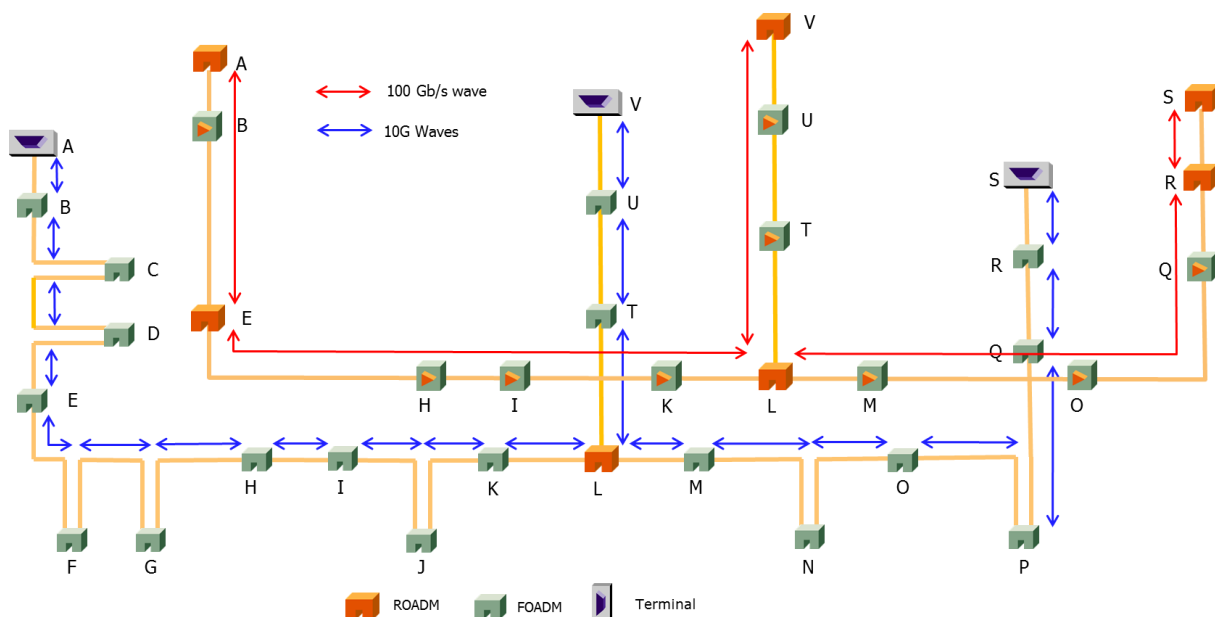 V
A
S
100 Gb/s wave
V
B
U
10G Waves
A
S
R
B
U
T
R
Q
C
E
T
D
Q
E
H
I
K
L
M
O
H
I
K
L
M
O
F
G
J
N
P
ROADM
FOADM
Terminal